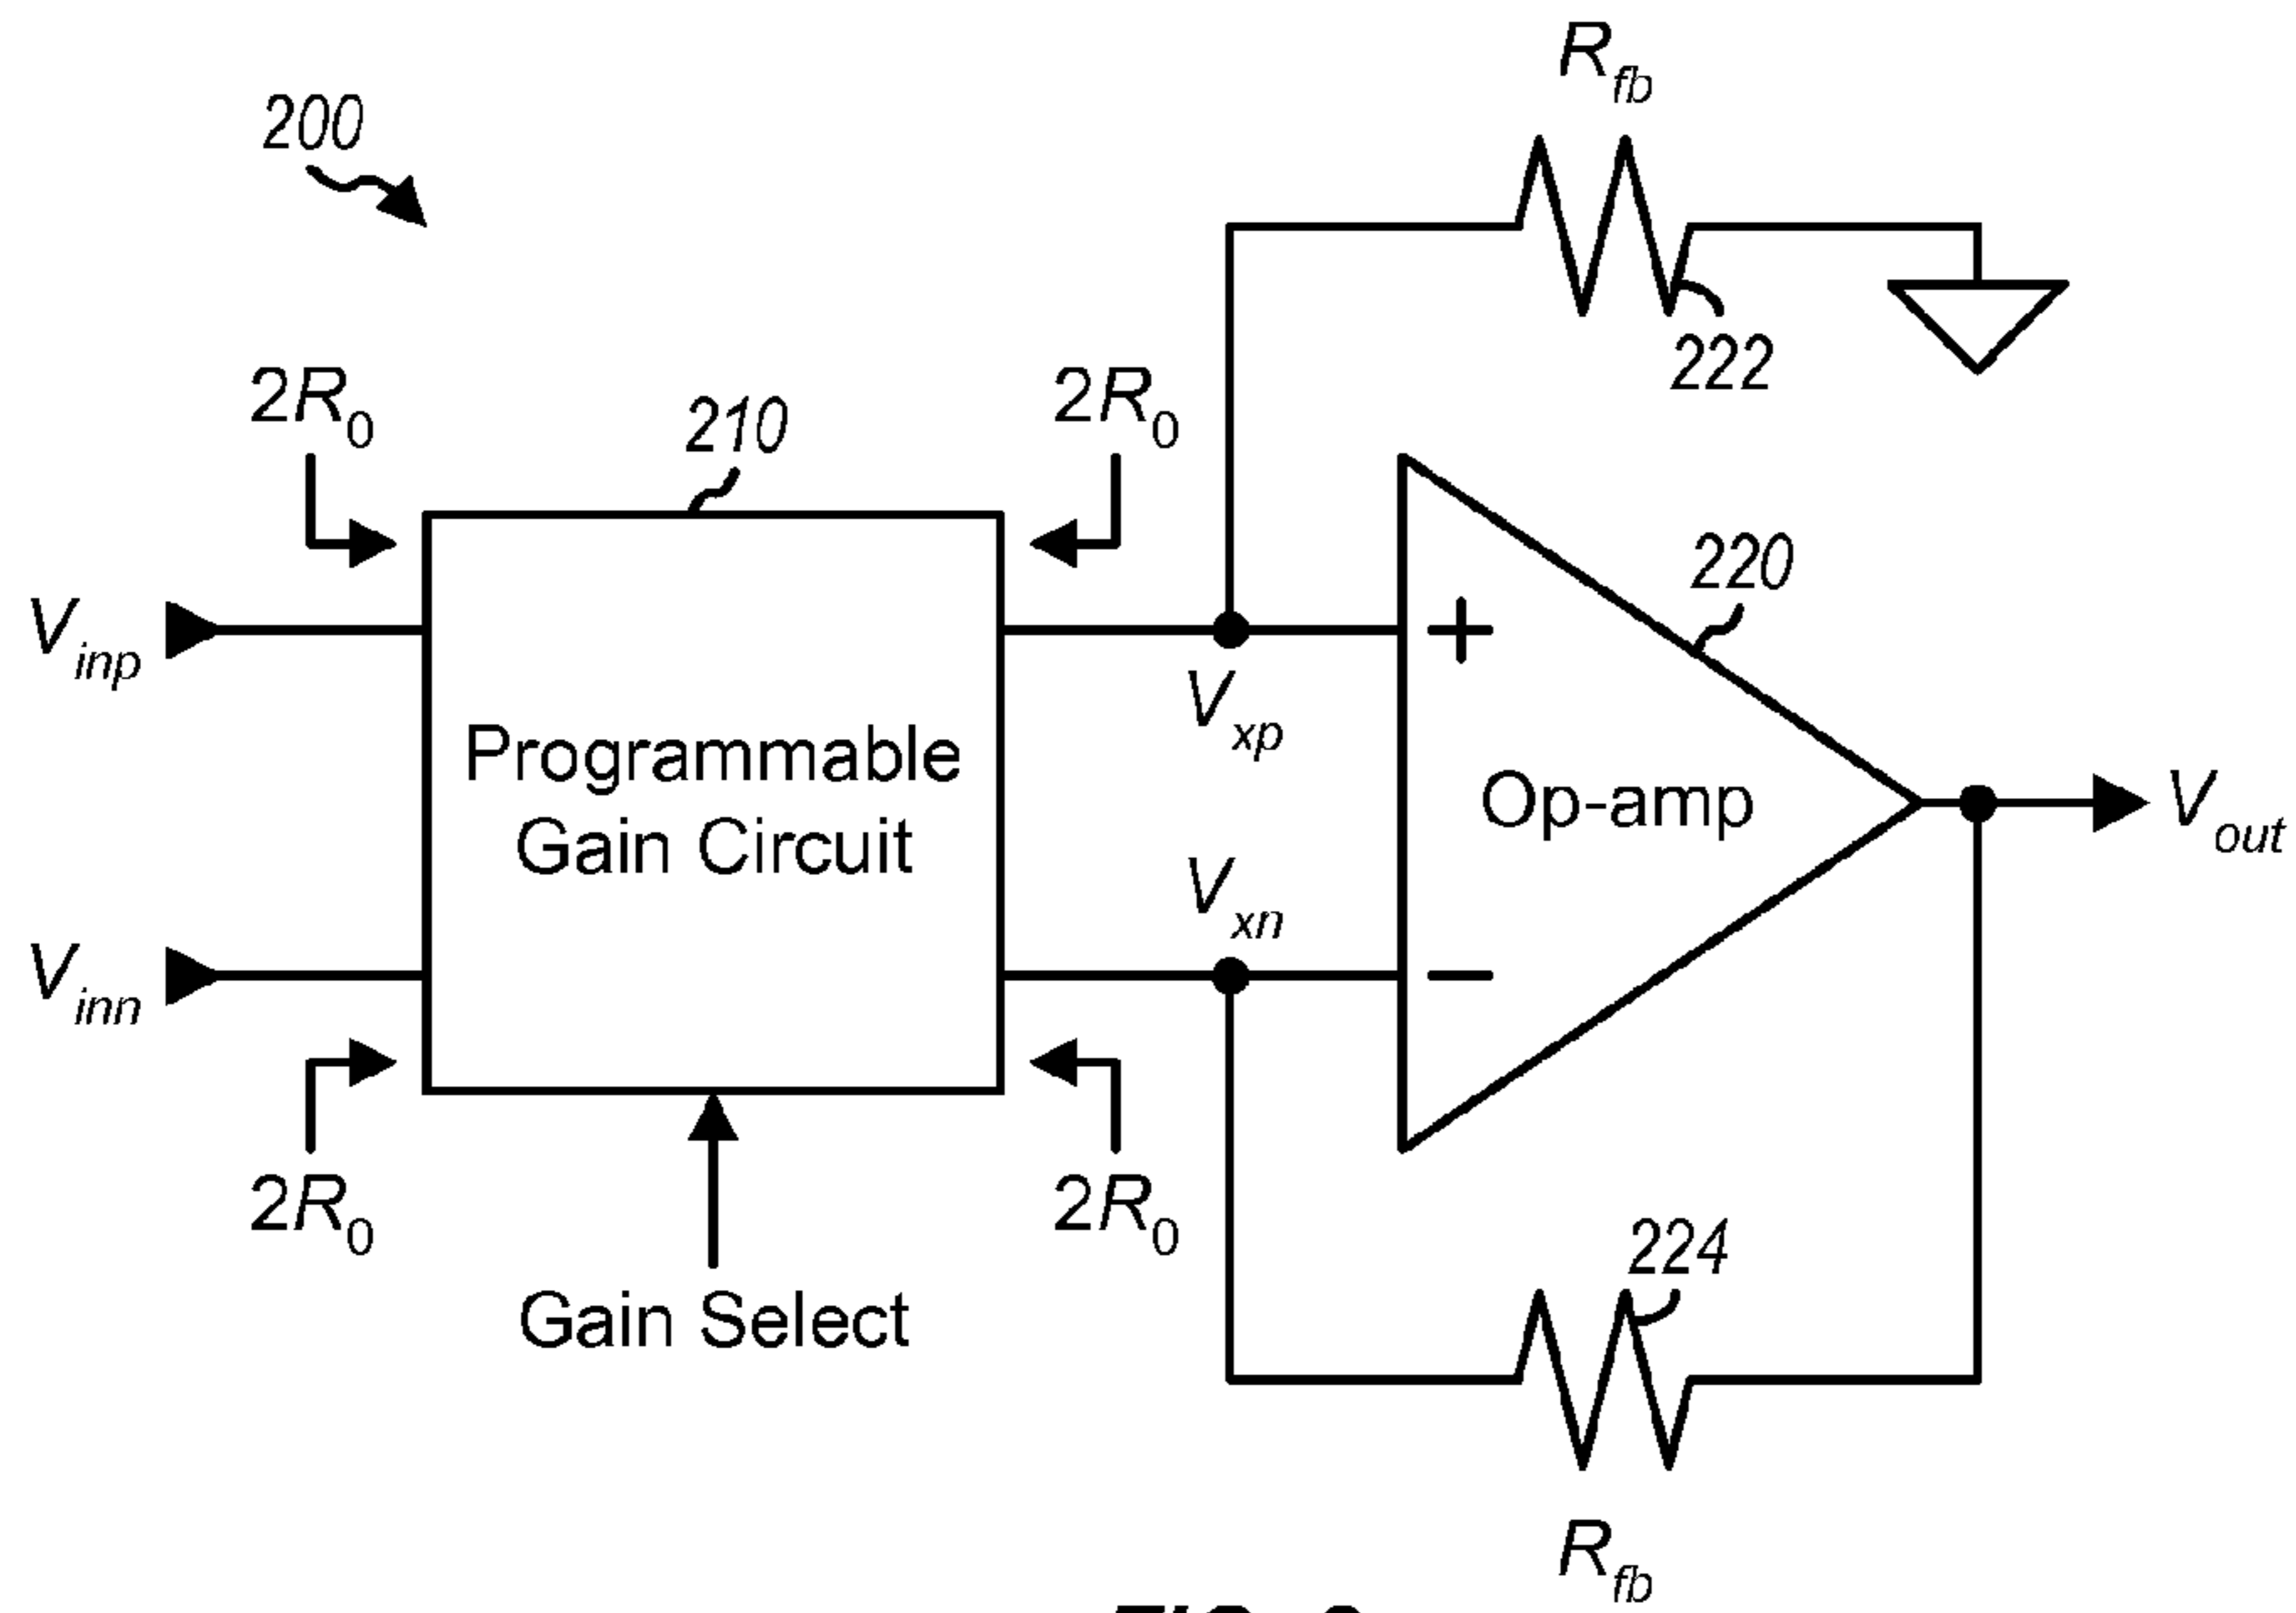 200
R_fb
222
2R_0
210
2R_0
220
V_inp
+
V_xp
Programmable
Gain Circuit
Op-amp
V_out
V_xn
V_inn
−
2R_0
2R_0
224
Gain Select
R_fb